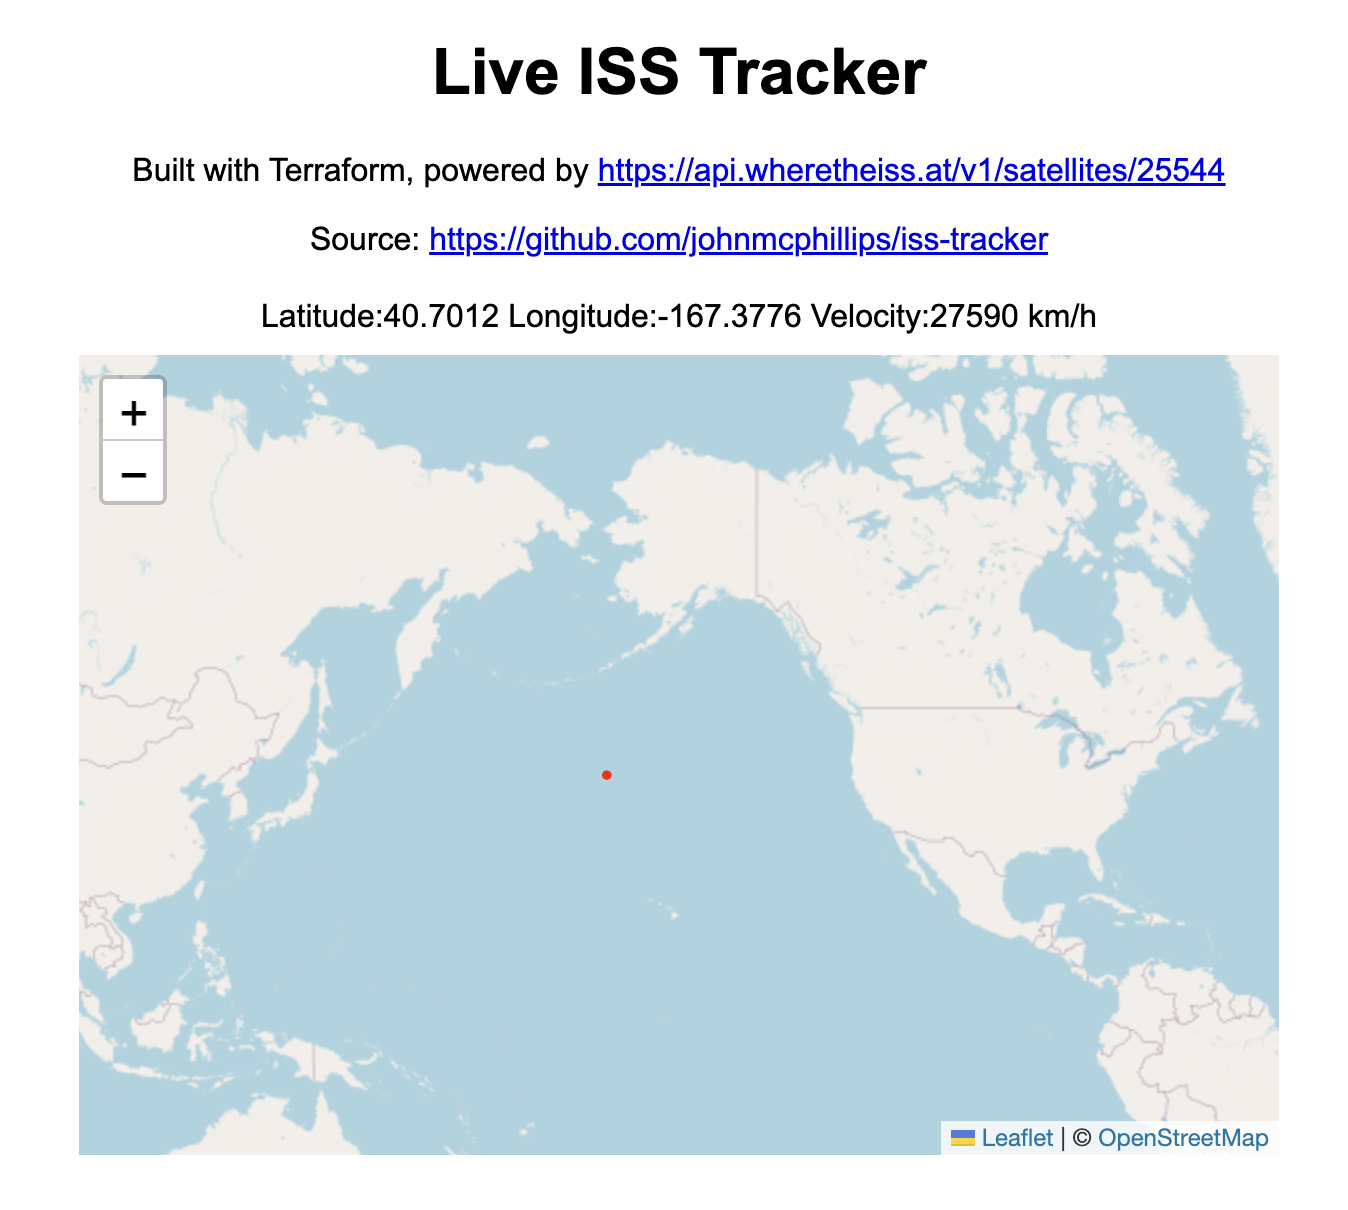 Live ISS Tracker
Built with Terraform, powered by https://api.wheretheiss.at/v1/satellites/25544
Source: https://github.com/johnmcphillips/iss-tracker
Latitude:40.7012 Longitude:-167.3776 Velocity:27590 km/h
+
−
Leaflet | © OpenStreetMap